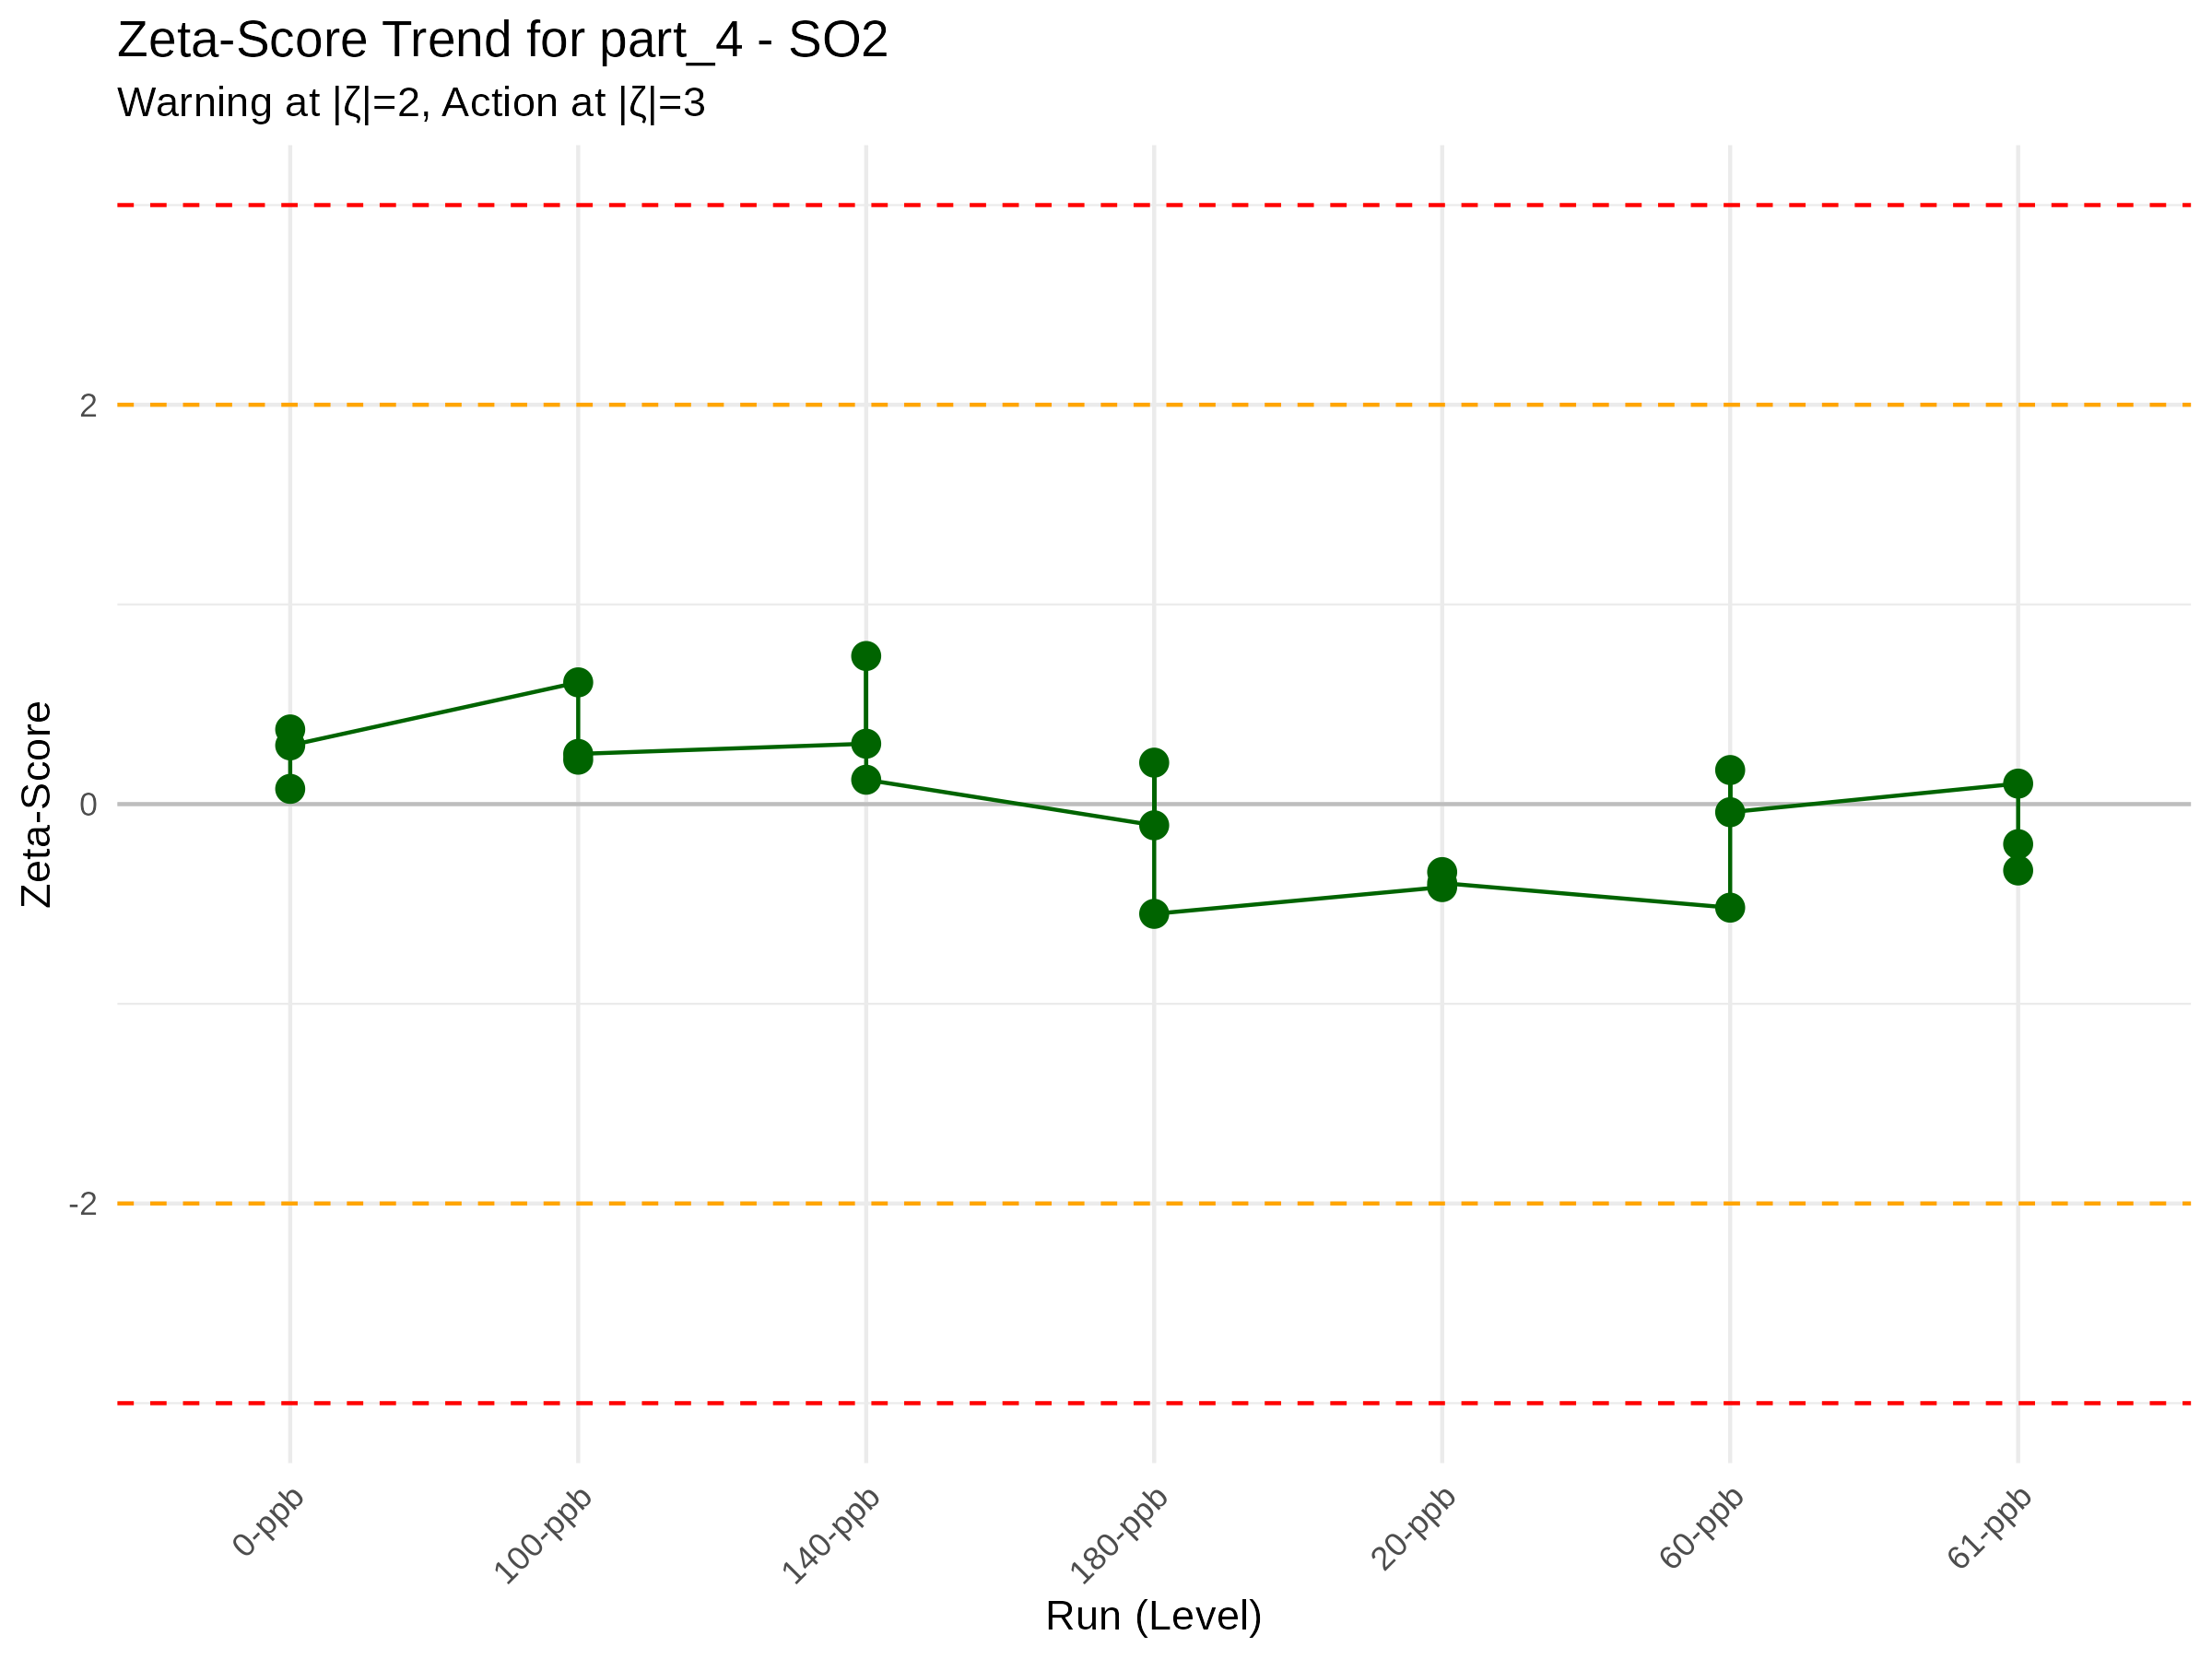 Zeta-Score Trend for part_4 - SO2
Warning at |ζ|=2, Action at |ζ|=3
Zeta-Score
2
0
-2
0-ppb
100-ppb
140-ppb
180-ppb
20-ppb
60-ppb
61-ppb
Run (Level)